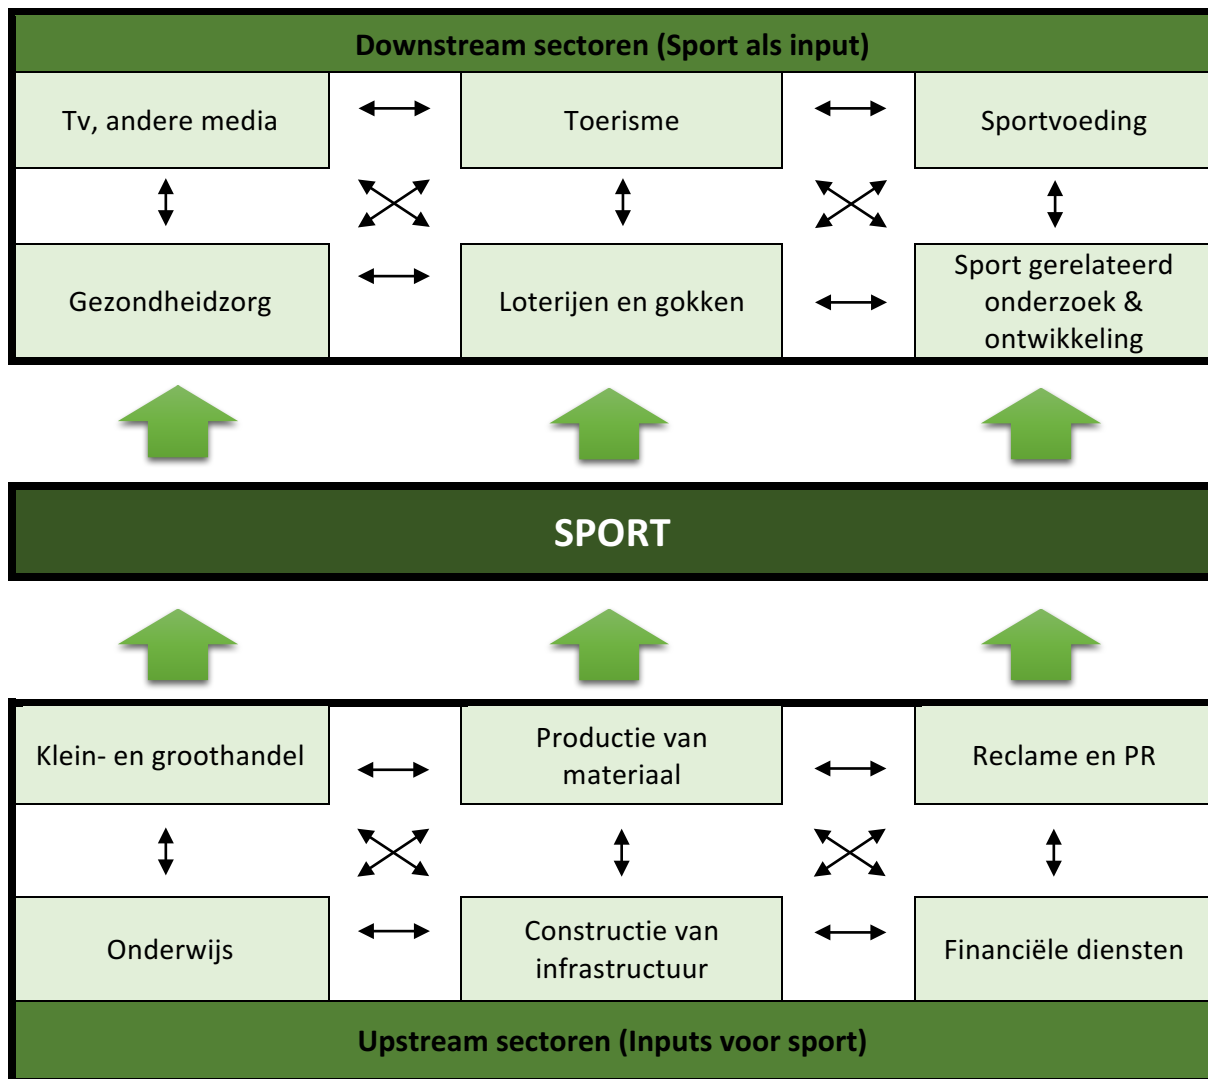 Downstream sectoren (Sport als input)
Tv, andere media
Toerisme
Sportvoeding
Gezondheidzorg
Loterijen en gokken
Sport gerelateerd
onderzoek &
ontwikkeling
SPORT
Klein- en groothandel
Productie van
materiaal
Reclame en PR
Onderwijs
Constructie van
infrastructuur
Financiële diensten
Upstream sectoren (Inputs voor sport)